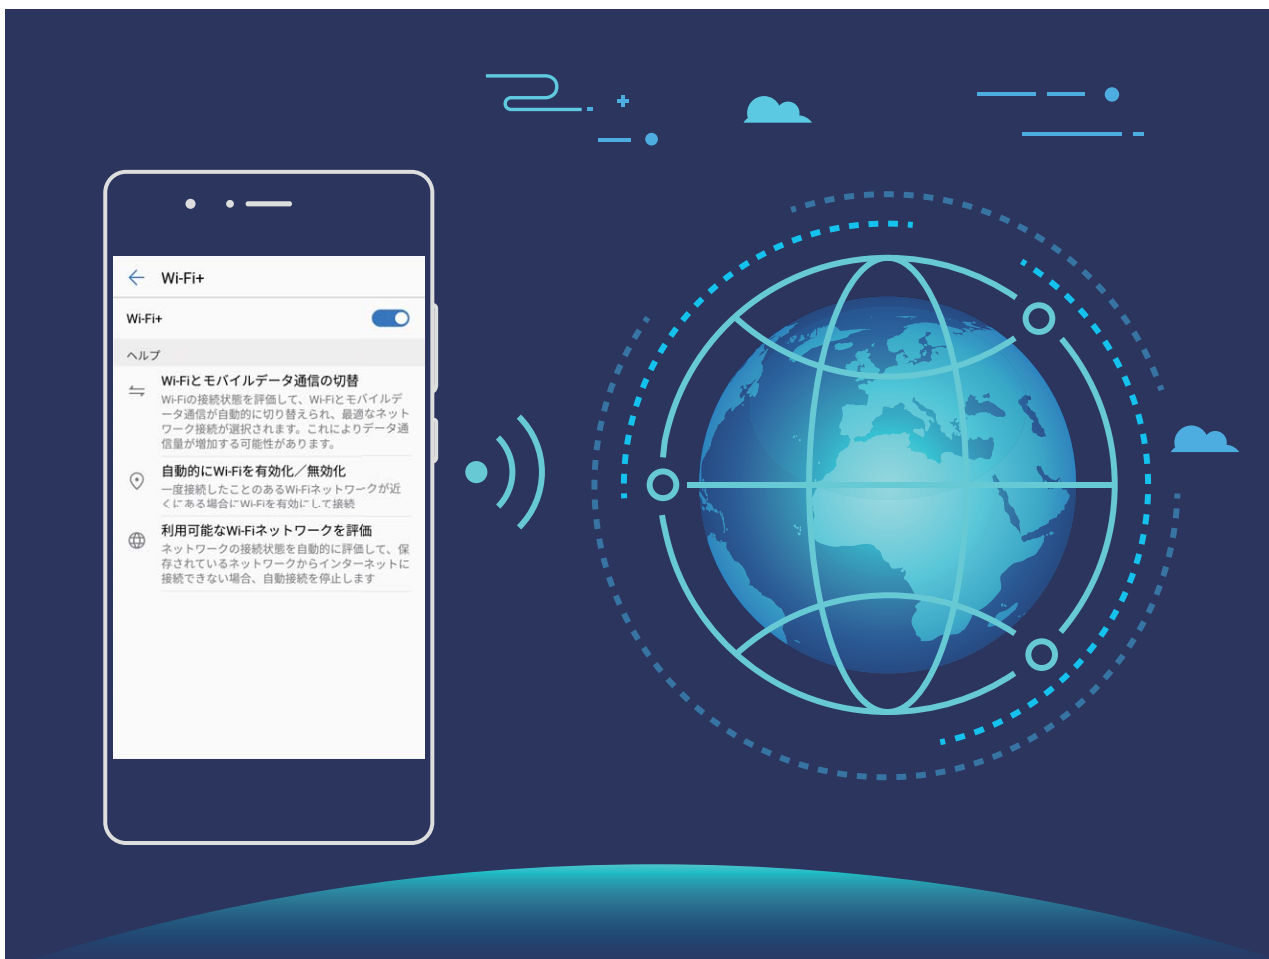 Wi-Fi+
Wi-Fi+
ヘルプ
Wi-Fiとモバイルデータ通信の切替
Wi-Fiの接続状態を評価して、Wi-Fiとモバイルデ
ータ通信が自動的に切り替えられ、最適なネット
ワーク接続が選択されます。これによりデータ通
信量が増加する可能性があります。
自動的にWi-Fiを有効化／無効化
一度接続したことのあるWi-Fiネットワークが近
くにある場合にWi-Fiを有効にして接続
利用可能なWi-Fiネットワークを評価
ネットワークの接続状態を自動的に評価して、保
存されているネットワークからインターネットに
接続できない場合、自動接続を停止します